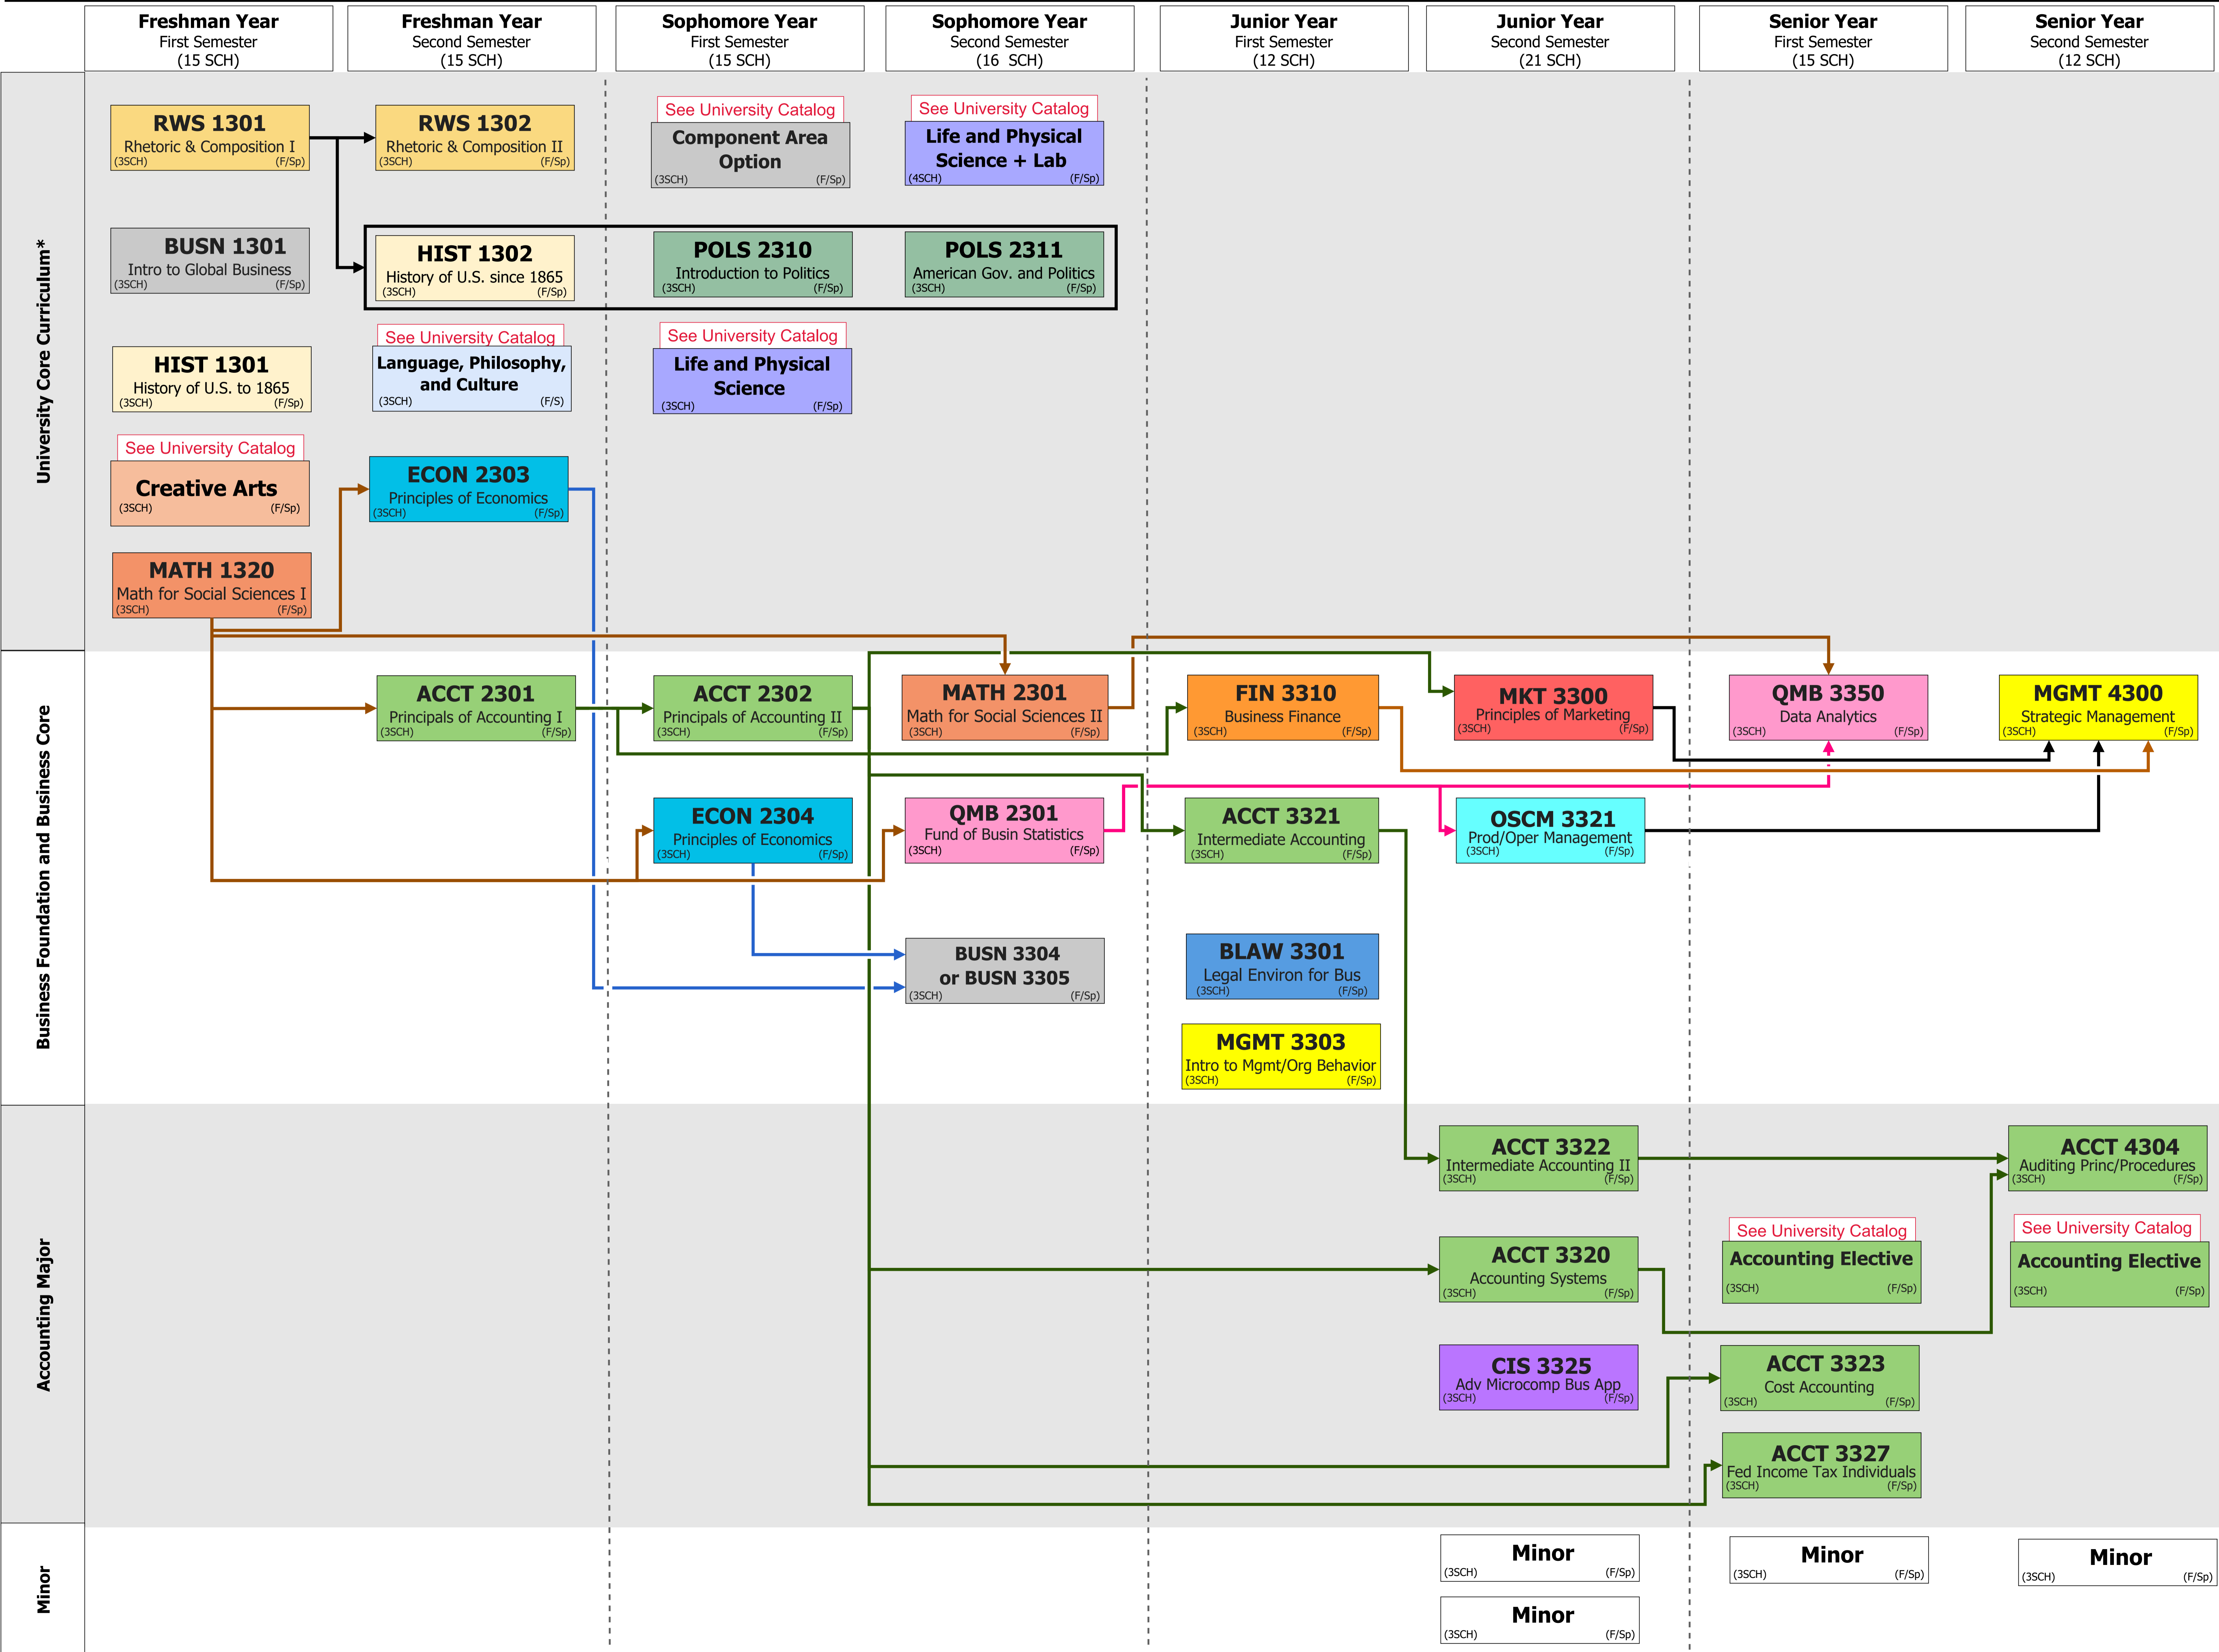 Freshman Year
First Semester
(15 SCH)
Freshman Year
Second Semester
(15 SCH)
Sophomore Year
First Semester
(15 SCH)
Sophomore Year
Second Semester
(16 SCH)
Junior Year
First Semester
(12 SCH)
Junior Year
Second Semester
(21 SCH)
Senior Year
First Semester
(15 SCH)
Senior Year
Second Semester
(12 SCH)
University Core Curriculum*
RWS 1301
Rhetoric & Composition I
(3SCH) (F/Sp)
RWS 1302
Rhetoric & Composition II
(3SCH) (F/Sp)
See University Catalog
Component Area
Option
(3SCH) (F/Sp)
See University Catalog
Life and Physical
Science + Lab
(4SCH) (F/Sp)
BUSN 1301
Intro to Global Business
(3SCH) (F/Sp)
HIST 1302
History of U.S. since 1865
(3SCH) (F/Sp)
POLS 2310
Introduction to Politics
(3SCH) (F/Sp)
POLS 2311
American Gov. and Politics
(3SCH) (F/Sp)
HIST 1301
History of U.S. to 1865
(3SCH) (F/Sp)
See University Catalog
Language, Philosophy,
and Culture
(3SCH) (F/S)
See University Catalog
Life and Physical
Science
(3SCH) (F/Sp)
See University Catalog
Creative Arts
(3SCH) (F/Sp)
ECON 2303
Principles of Economics
(3SCH) (F/Sp)
MATH 1320
Math for Social Sciences I
(3SCH) (F/Sp)
Business Foundation and Business Core
ACCT 2301
Principals of Accounting I
(3SCH) (F/Sp)
ACCT 2302
Principals of Accounting II
(3SCH) (F/Sp)
MATH 2301
Math for Social Sciences II
(3SCH) (F/Sp)
FIN 3310
Business Finance
(3SCH) (F/Sp)
MKT 3300
Principles of Marketing
(3SCH) (F/Sp)
QMB 3350
Data Analytics
(3SCH) (F/Sp)
MGMT 4300
Strategic Management
(3SCH) (F/Sp)
ECON 2304
Principles of Economics
(3SCH) (F/Sp)
QMB 2301
Fund of Busin Statistics
(3SCH) (F/Sp)
ACCT 3321
Intermediate Accounting
(3SCH) (F/Sp)
OSCM 3321
Prod/Oper Management
(3SCH) (F/Sp)
BUSN 3304
or BUSN 3305
(3SCH) (F/Sp)
BLAW 3301
Legal Environ for Bus
(3SCH) (F/Sp)
MGMT 3303
Intro to Mgmt/Org Behavior
(3SCH) (F/Sp)
Accounting Major
ACCT 3322
Intermediate Accounting II
(3SCH) (F/Sp)
ACCT 4304
Auditing Princ/Procedures
(3SCH) (F/Sp)
ACCT 3320
Accounting Systems
(3SCH) (F/Sp)
See University Catalog
Accounting Elective
(3SCH) (F/Sp)
See University Catalog
Accounting Elective
(3SCH) (F/Sp)
CIS 3325
Adv Microcomp Bus App
(3SCH) (F/Sp)
ACCT 3323
Cost Accounting
(3SCH) (F/Sp)
ACCT 3327
Fed Income Tax Individuals
(3SCH) (F/Sp)
Minor
Minor
(3SCH) (F/Sp)
Minor
(3SCH) (F/Sp)
Minor
(3SCH) (F/Sp)
Minor
(3SCH) (F/Sp)